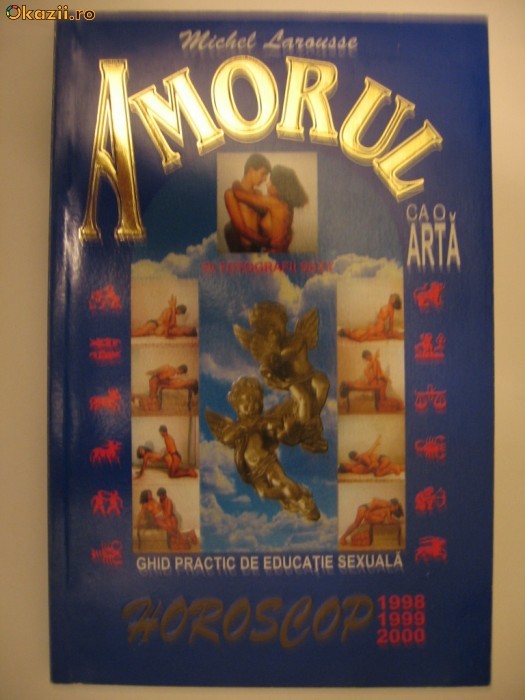 Okazii.ro
Michel Larousse
AMORUL
CA O
ARTĂ
GHID PRACTIC DE EDUCAȚIE SEXUALĂ
HOROSCOP
1998
1999
2000